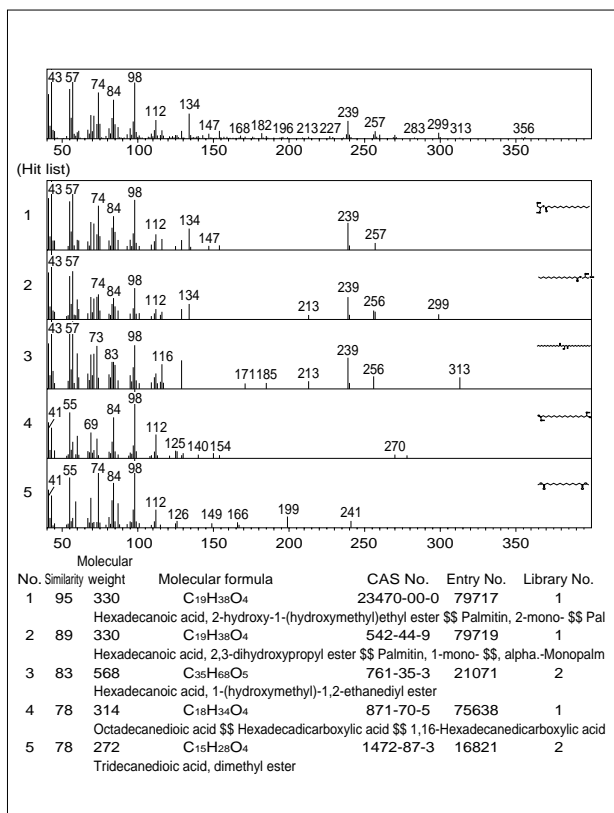 43 57 74 84 98 112 134 147 168 182 196 213 227 239 257 283 299 313 356
50 100 150 200 250 300 350
(Hit list)
1 43 57 74 84 98 112 134 147 239 257
2 43 57 74 84 98 112 134 213 239 256 299
3 43 57 73 83 98 116 171 185 213 239 256 313
4 41 55 69 84 98 112 125 140 154 270
5 41 55 74 84 98 112 126 149 166 199 241
50 100 150 200 250 300 350
Molecular
No. Similarity weight Molecular formula CAS No. Entry No. Library No.
1 95 330 C₁₉H₃₈O₄ 23470-00-0 79717 1
Hexadecanoic acid, 2-hydroxy-1-(hydroxymethyl)ethyl ester $$ Palmitin, 2-mono- $$ Pal
2 89 330 C₁₉H₃₈O₄ 542-44-9 79719 1
Hexadecanoic acid, 2,3-dihydroxypropyl ester $$ Palmitin, 1-mono- $$, alpha.-Monopalm
3 83 568 C₃₅H₆₈O₅ 761-35-3 21071 2
Hexadecanoic acid, 1-(hydroxymethyl)-1,2-ethanediyl ester
4 78 314 C₁₈H₃₄O₄ 871-70-5 75638 1
Octadecanedioic acid $$ Hexadecadicarboxylic acid $$ 1,16-Hexadecanedicarboxylic acid
5 78 272 C₁₅H₂₈O₄ 1472-87-3 16821 2
Tridecanedioic acid, dimethyl ester